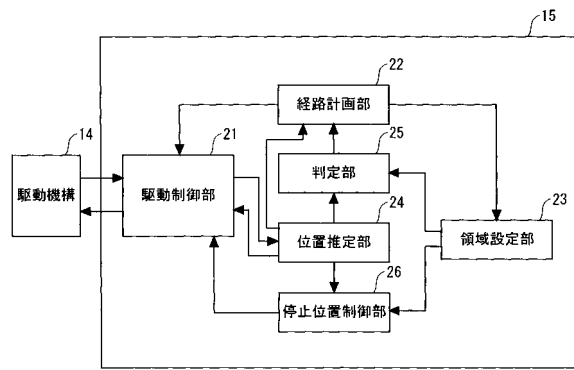 15
22
経路計画部
25
14
21
判定部
駆動機構
駆動制御部
24
23
位置推定部
領域設定部
26
停止位置制御部